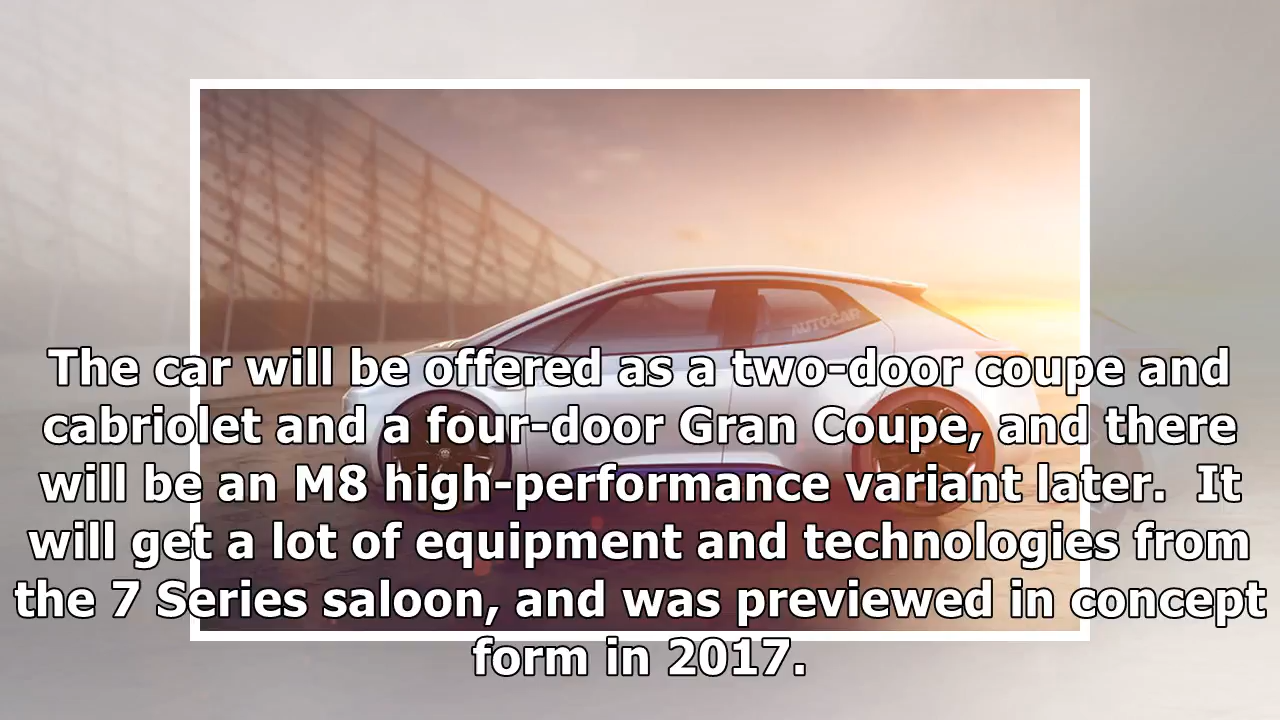 AUTOCAR
The car will be offered as a two-door coupe and
cabriolet and a four-door Gran Coupe, and there
will be an M8 high-performance variant later.  It
will get a lot of equipment and technologies from
the 7 Series saloon, and was previewed in concept
form in 2017.